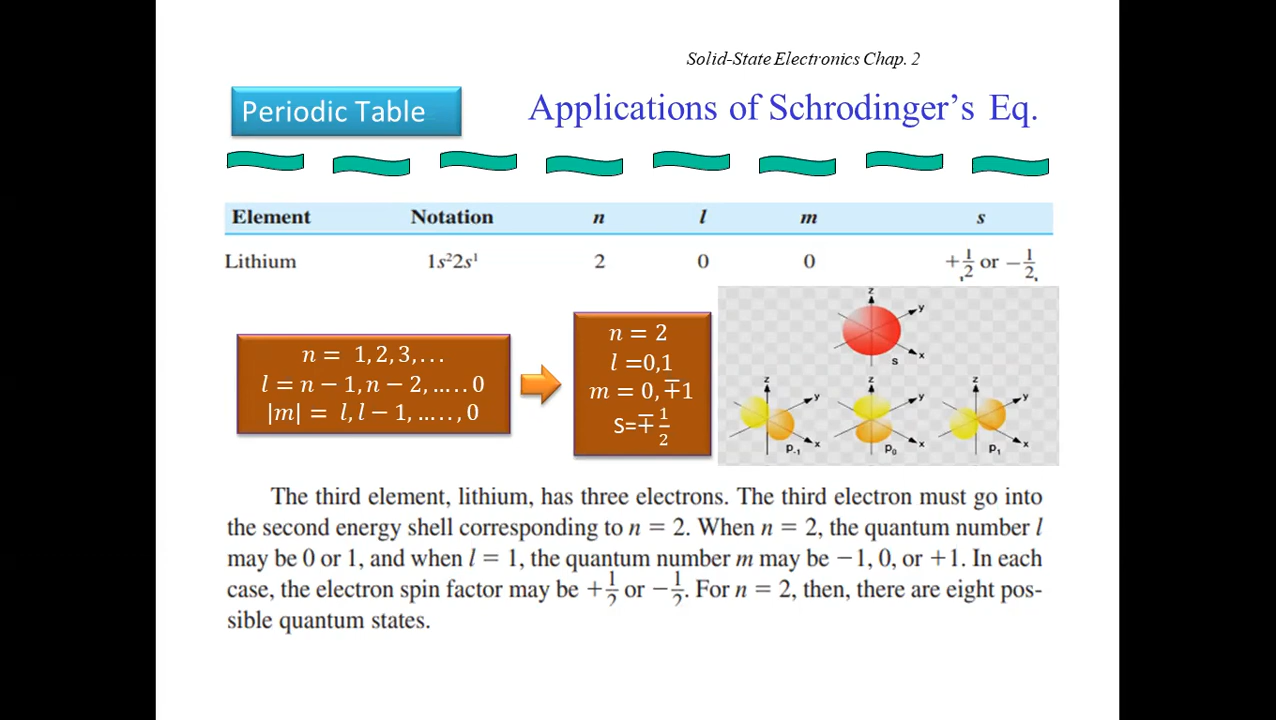 Solid-State Electronics Chap. 2
Periodic Table
Applications of Schrodinger's Eq.
Element Notation n l m s
Lithium 1s²2s¹ 2 0 0 +1/2 or −1/2
n = 1, 2, 3, . . .
l = n − 1, n − 2, ..... 0
|m| = l, l − 1, ....., 0
n = 2
l =0,1
m = 0, ∓1
S=∓ 1/2
z
y
x
s
z
y
x
p-1
z
y
x
p0
z
y
x
p1
The third element, lithium, has three electrons. The third electron must go into
the second energy shell corresponding to n = 2. When n = 2, the quantum number l
may be 0 or 1, and when l = 1, the quantum number m may be −1, 0, or +1. In each
case, the electron spin factor may be +1/2 or −1/2. For n = 2, then, there are eight pos-
sible quantum states.